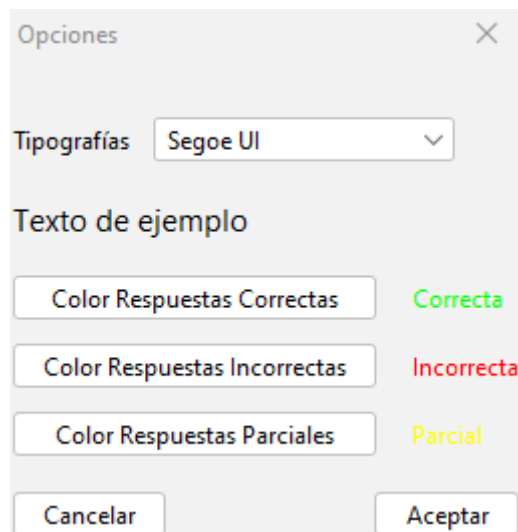 Opciones
Tipografías Segoe UI
Texto de ejemplo
Color Respuestas Correctas Correcta
Color Respuestas Incorrectas Incorrecta
Color Respuestas Parciales Parcial
Cancelar Aceptar